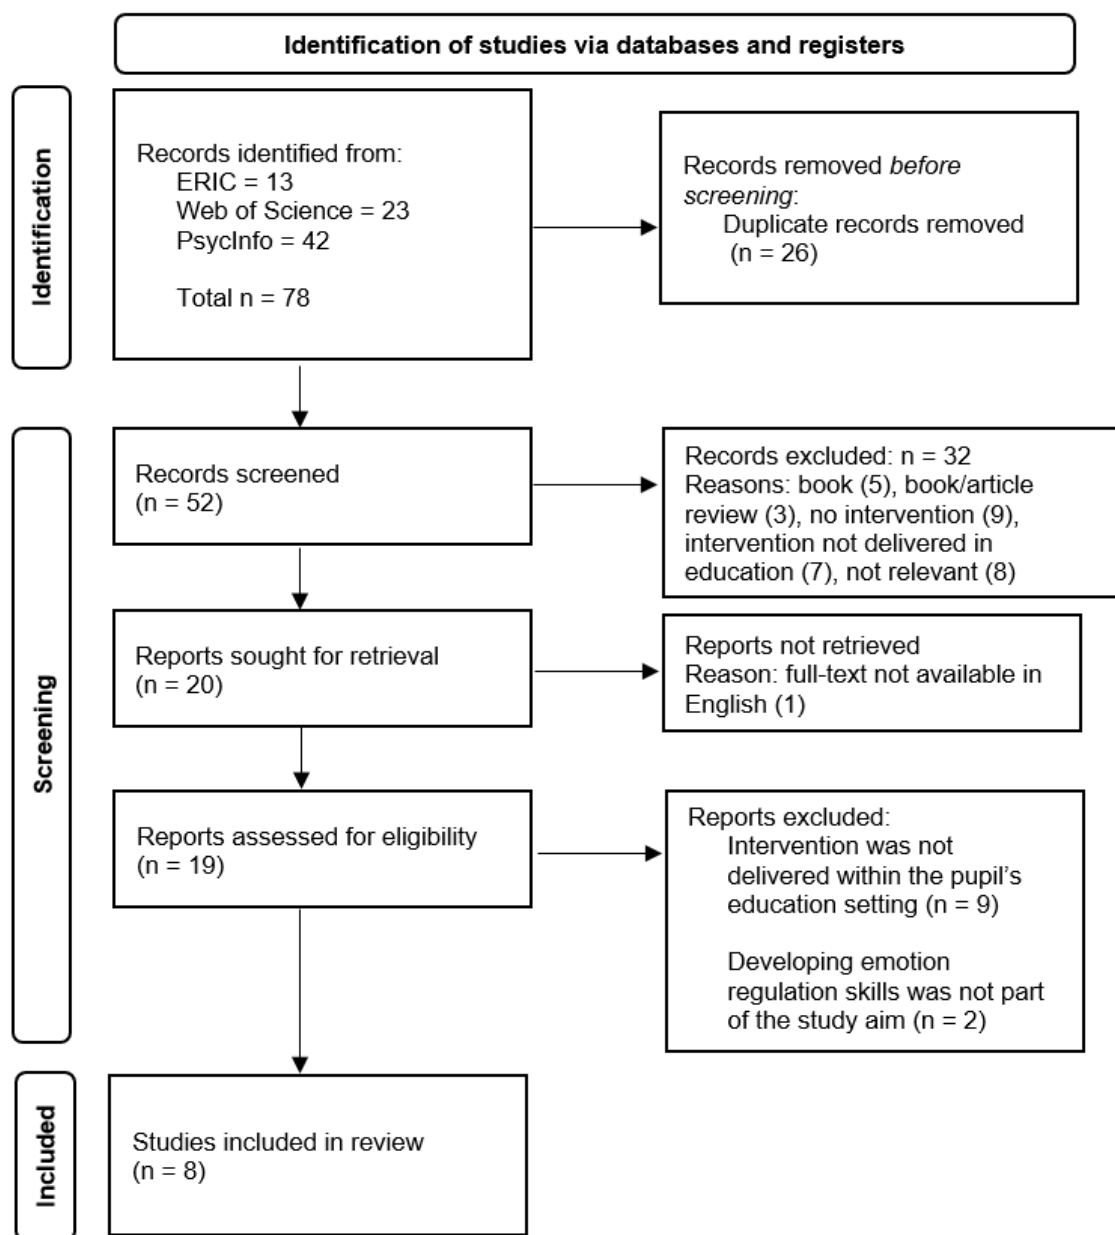 Identification of studies via databases and registers
Identification
Records identified from:
ERIC = 13
Web of Science = 23
PsycInfo = 42
Total n = 78
Records removed before
screening:
Duplicate records removed
(n = 26)
Screening
Records screened
(n = 52)
Records excluded: n = 32
Reasons: book (5), book/article
review (3), no intervention (9),
intervention not delivered in
education (7), not relevant (8)
Reports sought for retrieval
(n = 20)
Reports not retrieved
Reason: full-text not available in
English (1)
Reports assessed for eligibility
(n = 19)
Reports excluded:
Intervention was not
delivered within the pupil’s
education setting (n = 9)
Developing emotion
regulation skills was not part
of the study aim (n = 2)
Included
Studies included in review
(n = 8)